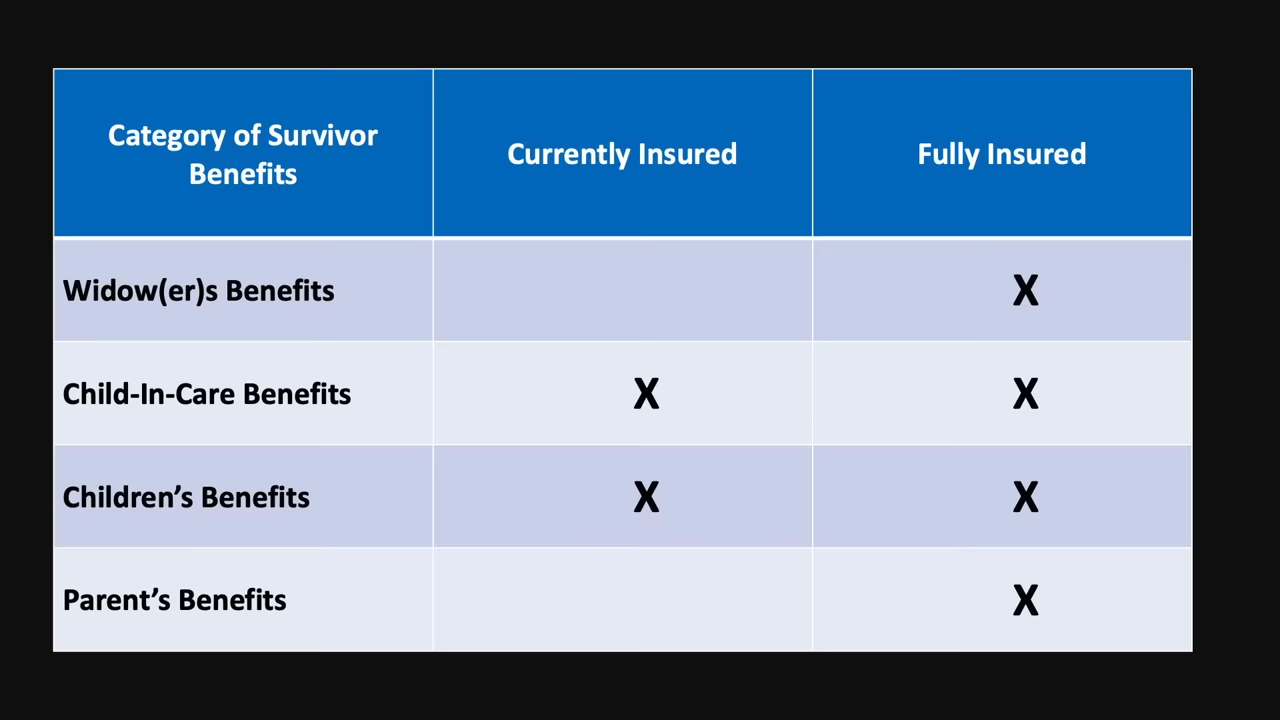 Category of Survivor
Benefits
Currently Insured
Fully Insured
Widow(er)s Benefits
X
Child-In-Care Benefits
X
X
Children’s Benefits
X
X
Parent’s Benefits
X